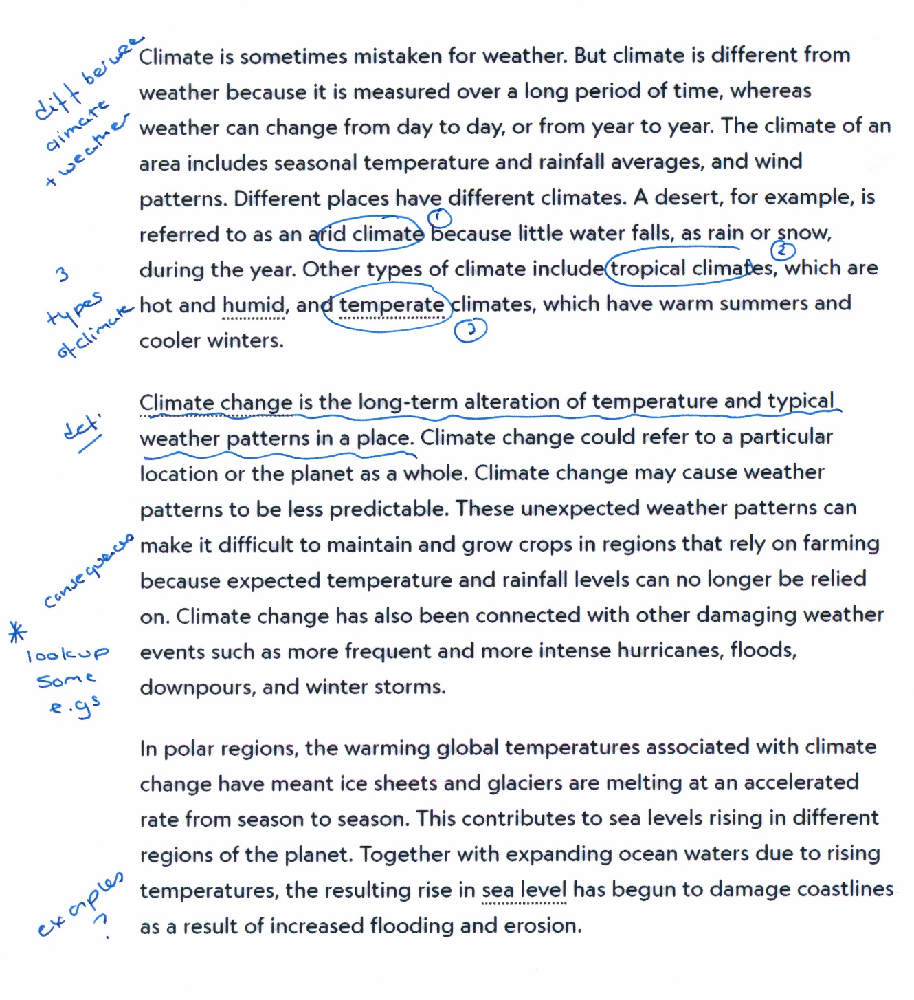 diff betwee
climate
+ weather
Climate is sometimes mistaken for weather. But climate is different from
weather because it is measured over a long period of time, whereas
weather can change from day to day, or from year to year. The climate of an
area includes seasonal temperature and rainfall averages, and wind
patterns. Different places have different climates. A desert, for example, is
1
referred to as an arid climate because little water falls, as rain or snow,
2
during the year. Other types of climate include tropical climates, which are
3
types
of climate
hot and humid, and temperate climates, which have warm summers and
3
cooler winters.
def.
Climate change is the long-term alteration of temperature and typical
weather patterns in a place. Climate change could refer to a particular
location or the planet as a whole. Climate change may cause weather
patterns to be less predictable. These unexpected weather patterns can
consequences
make it difficult to maintain and grow crops in regions that rely on farming
because expected temperature and rainfall levels can no longer be relied
on. Climate change has also been connected with other damaging weather
*
lookup
some
e.gs
events such as more frequent and more intense hurricanes, floods,
downpours, and winter storms.
In polar regions, the warming global temperatures associated with climate
change have meant ice sheets and glaciers are melting at an accelerated
rate from season to season. This contributes to sea levels rising in different
regions of the planet. Together with expanding ocean waters due to rising
examples
?
temperatures, the resulting rise in sea level has begun to damage coastlines
as a result of increased flooding and erosion.